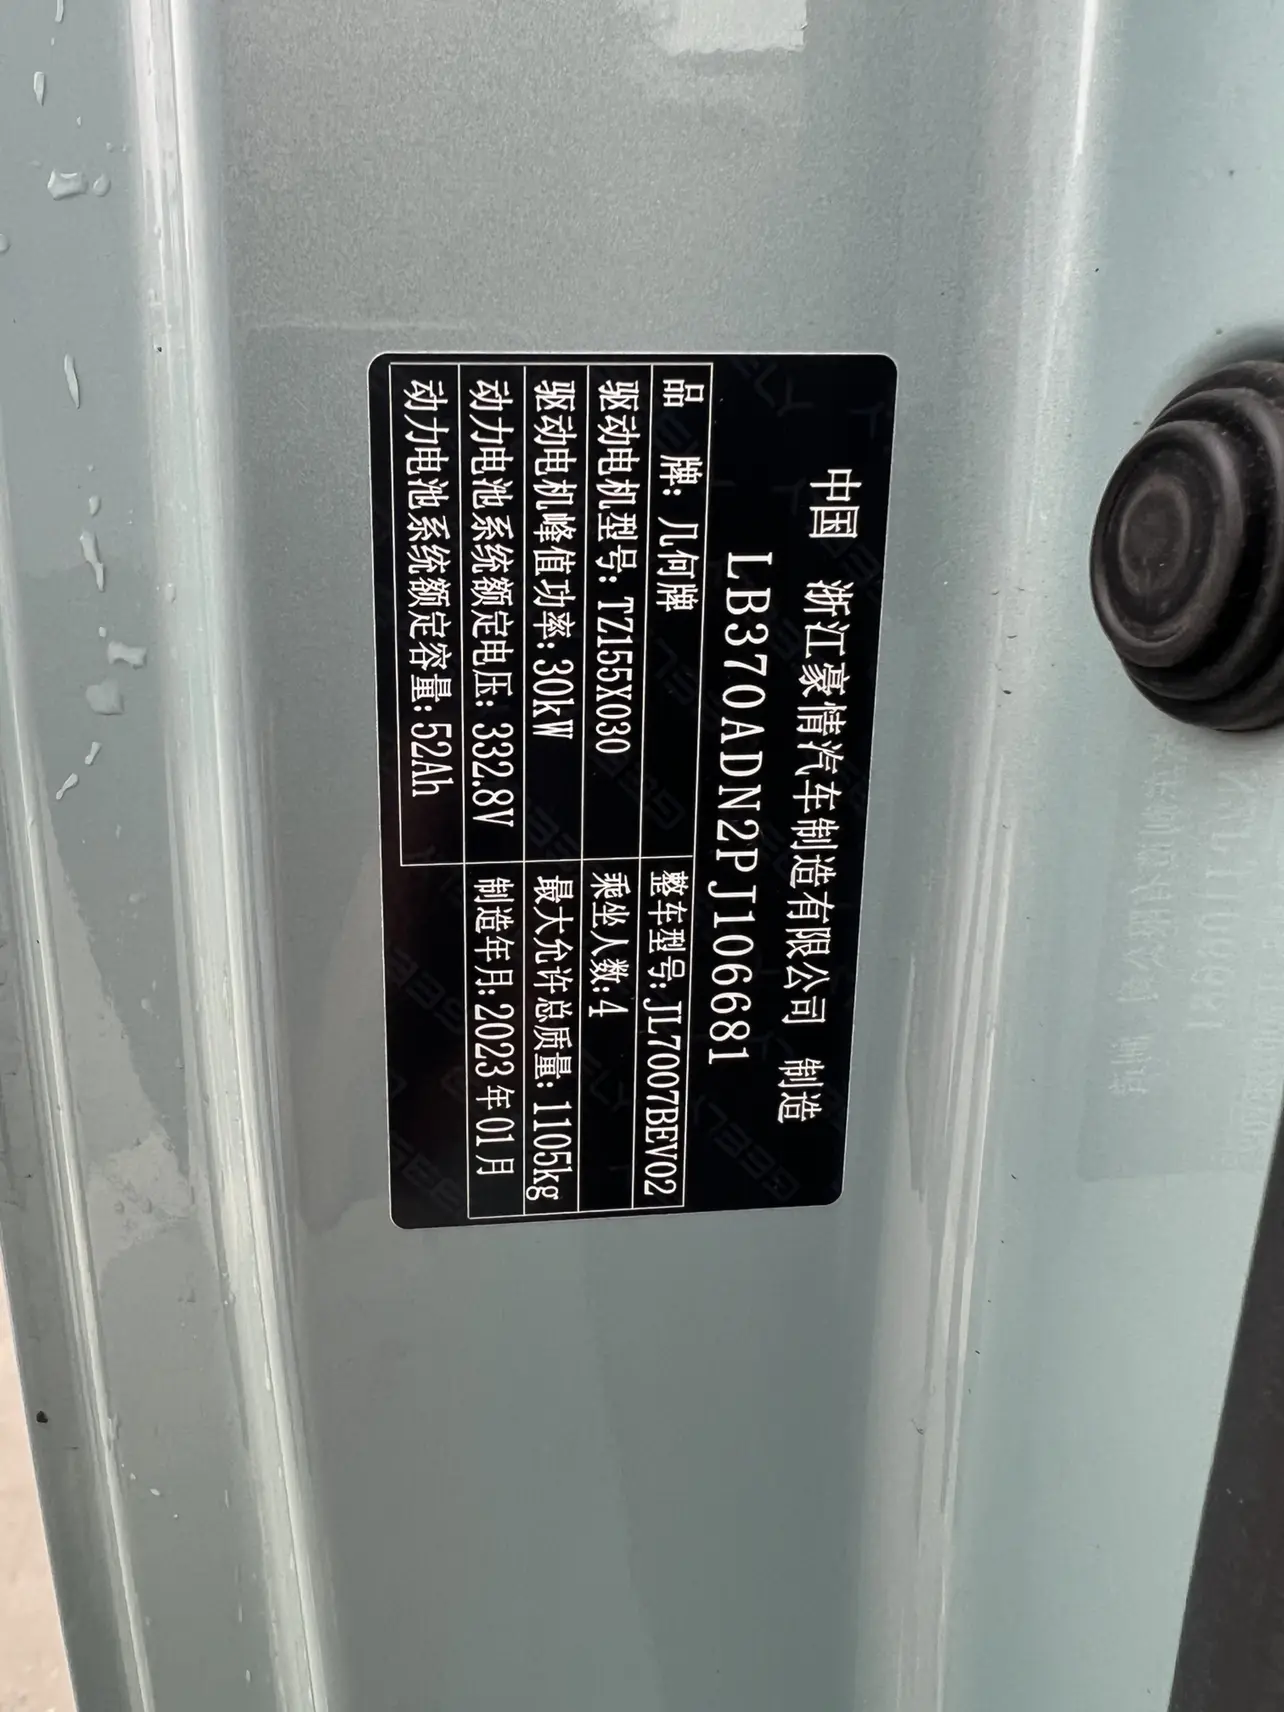 中国 浙江豪情汽车制造有限公司 制造
LB370ADN2PJ106681
品 牌: 几何牌 整车型号: JL7007BEV02
驱动电机型号: TZ155X030 乘坐人数: 4
驱动电机峰值功率: 30kW 最大允许总质量: 1105kg
动力电池系统额定电压: 332.8V 制造年月: 2023年01月
动力电池系统额定容量: 52Ah